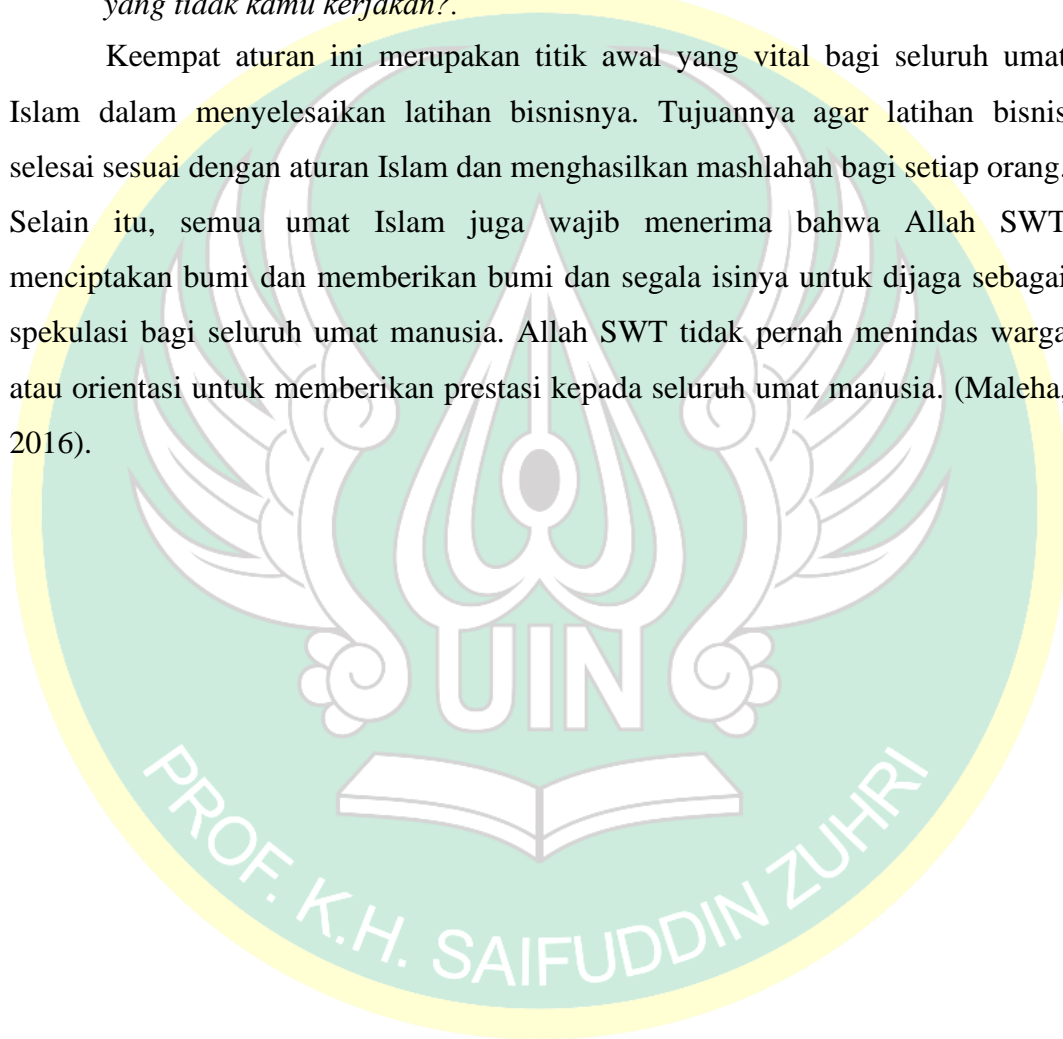 yang tidak kamu kerjakan?.
Keempat aturan ini merupakan titik awal yang vital bagi seluruh umat
Islam dalam menyelesaikan latihan bisnisnya. Tujuannya agar latihan bisnis
selesai sesuai dengan aturan Islam dan menghasilkan mashlahah bagi setiap orang.
Selain itu, semua umat Islam juga wajib menerima bahwa Allah SWT
menciptakan bumi dan memberikan bumi dan segala isinya untuk dijaga sebagai
spekulasi bagi seluruh umat manusia. Allah SWT tidak pernah menindas warga
atau orientasi untuk memberikan prestasi kepada seluruh umat manusia. (Maleha,
2016).
UIN
PROF. K.H. SAIFUDDIN ZUHRI